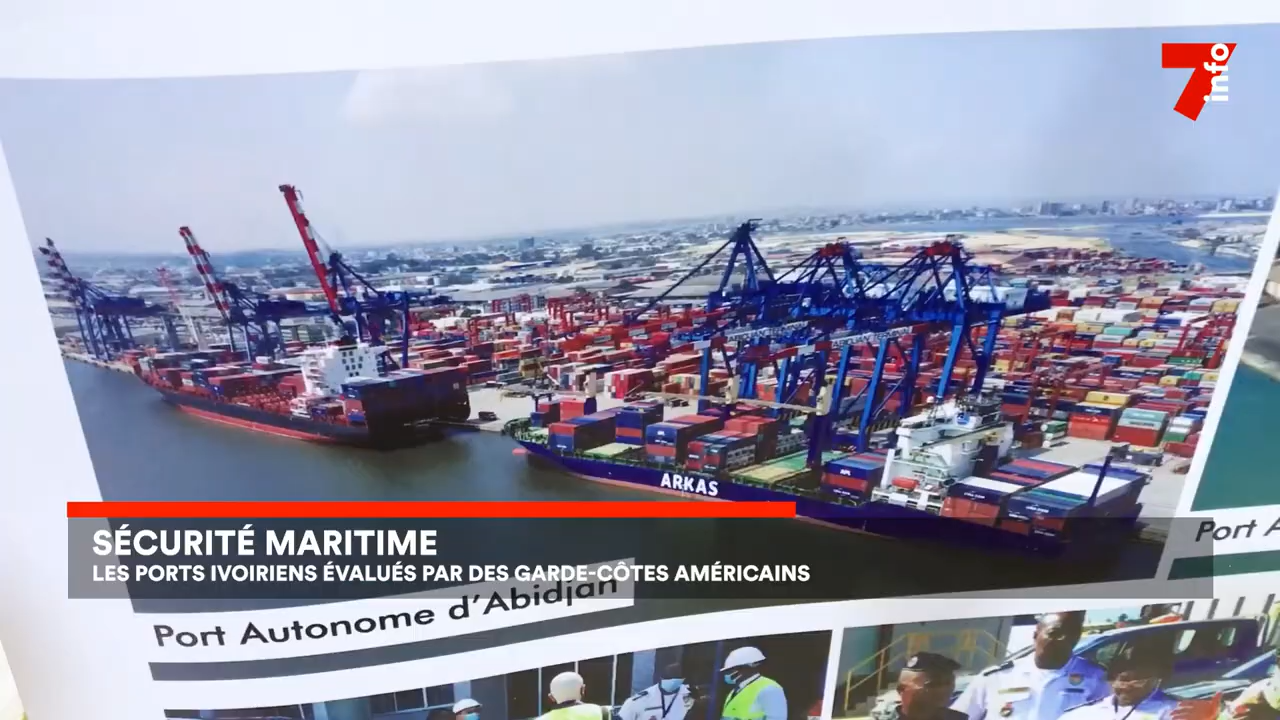 7 info
ARKAS
SÉCURITÉ MARITIME
LES PORTS IVOIRIENS ÉVALUÉS PAR DES GARDE-CÔTES AMÉRICAINS
Port Autonome d'Abidjan
Port A